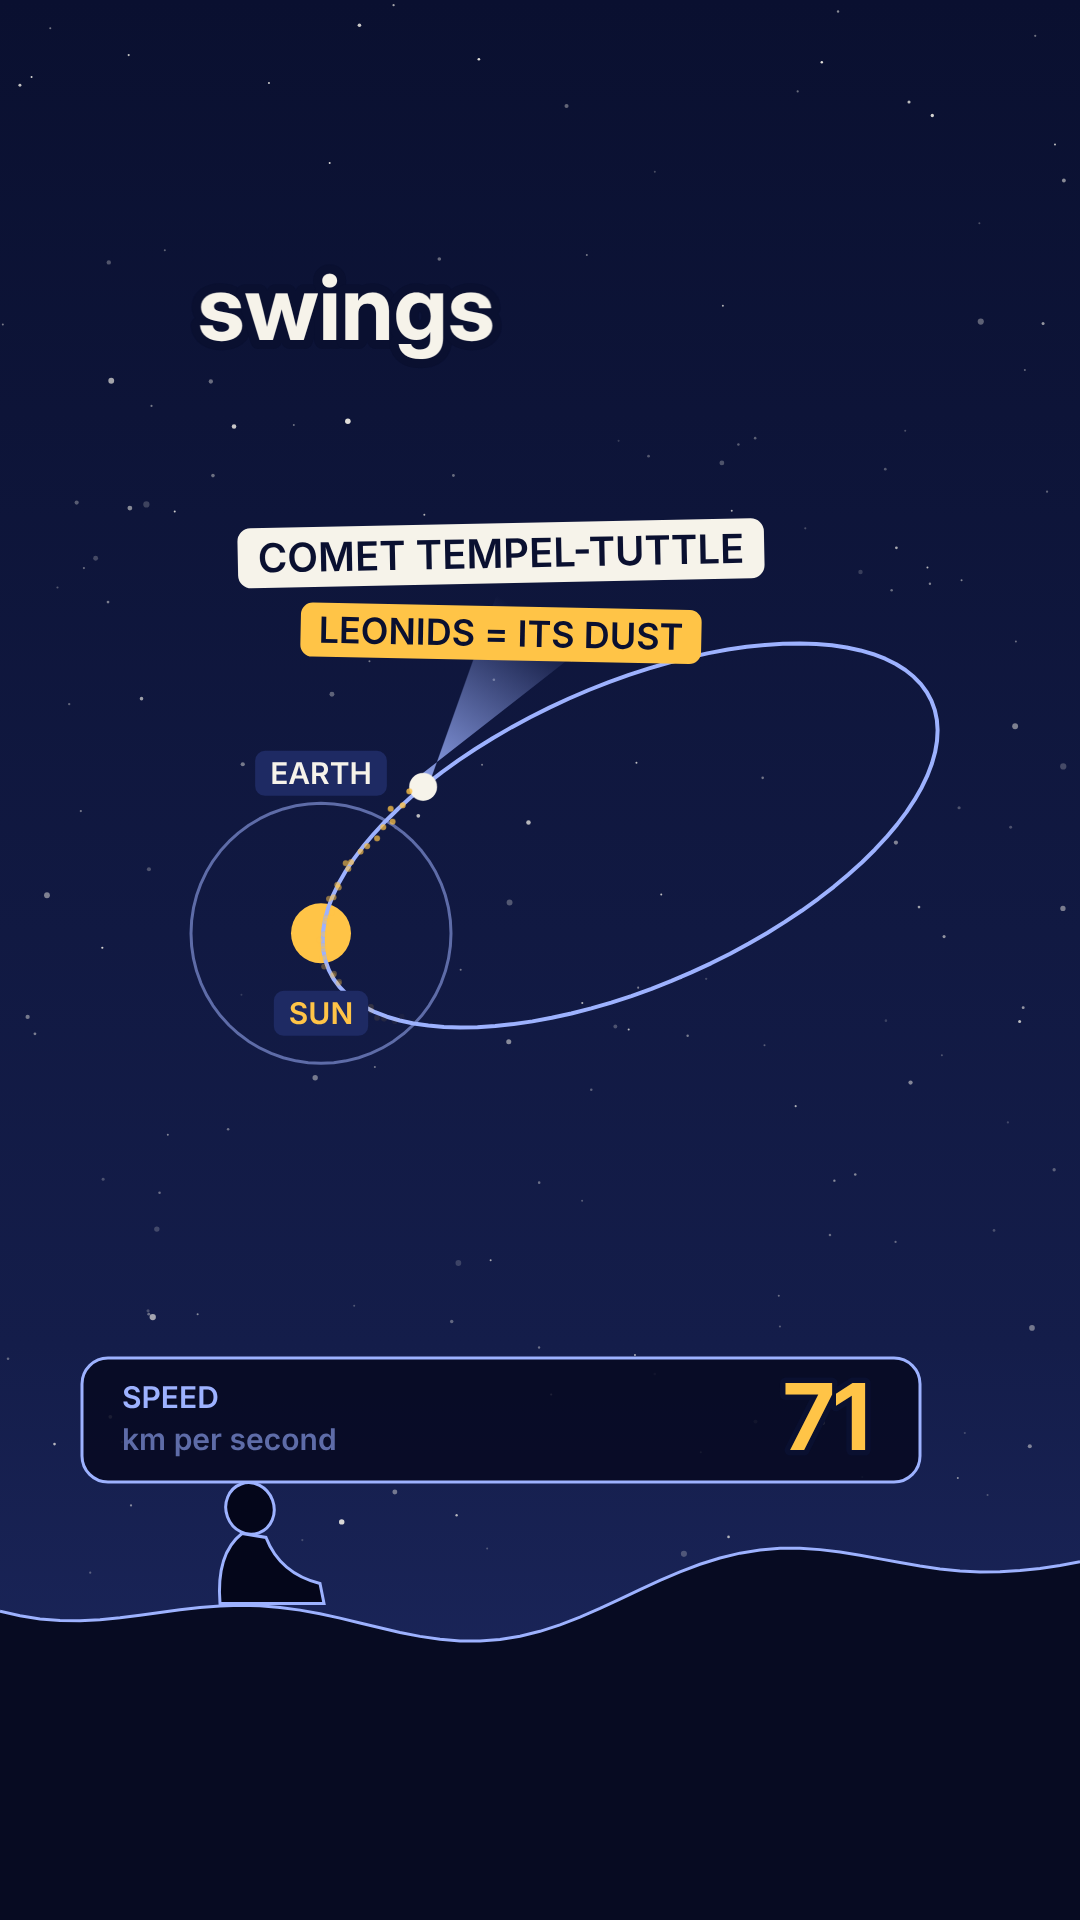 swings
COMET TEMPEL-TUTTLE
LEONIDS = ITS DUST
EARTH
SUN
SPEED
km per second
71